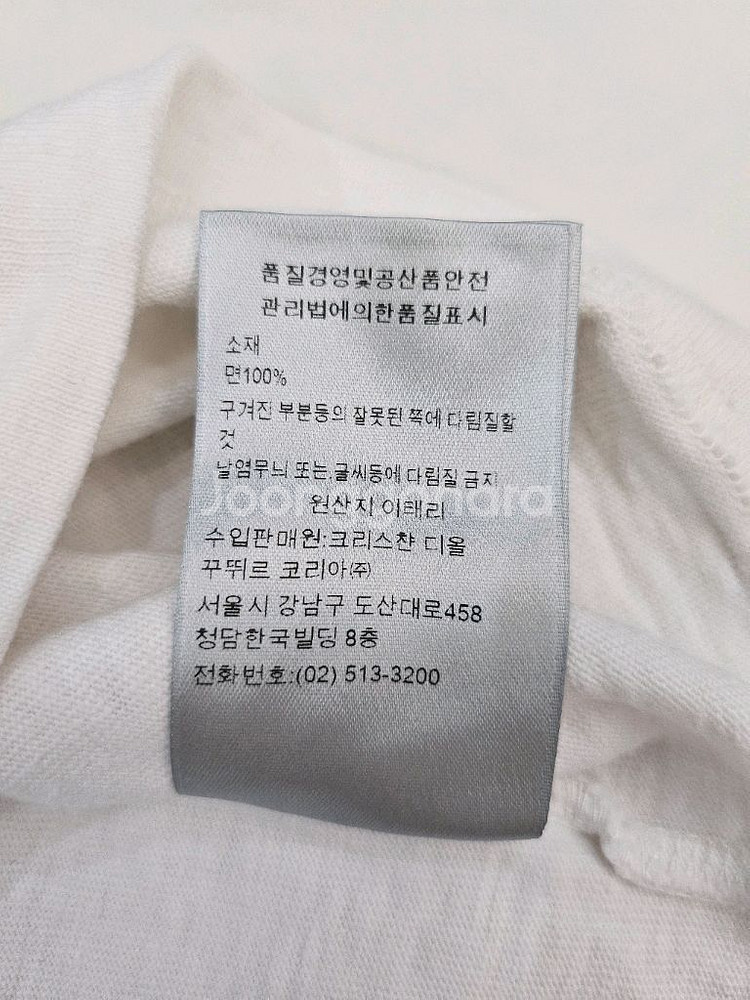 품질경영및공산품안전
관리법에의한품질표시
소재
면100%
구겨진 부분등의 잘못된 쪽에 다림질할
것
날염무늬 또는 글씨등에 다림질 금지
Joonggonara
원산지 이태리
수입판매원:크리스챤 디올
꾸뛰르 코리아㈜
서울시 강남구 도산대로458
청담한국빌딩 8층
전화번호:(02) 513-3200